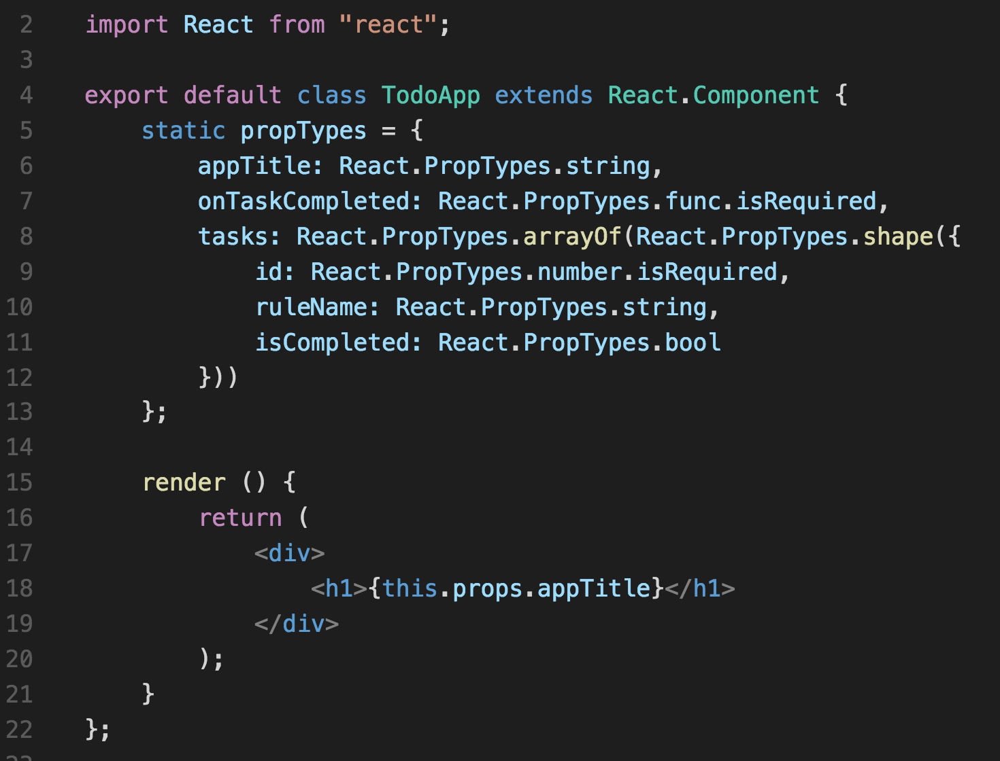 2 import React from "react";
3
4 export default class TodoApp extends React.Component {
5 static propTypes = {
6 appTitle: React.PropTypes.string,
7 onTaskCompleted: React.PropTypes.func.isRequired,
8 tasks: React.PropTypes.arrayOf(React.PropTypes.shape({
9 id: React.PropTypes.number.isRequired,
10 ruleName: React.PropTypes.string,
11 isCompleted: React.PropTypes.bool
12 }))
13 };
14
15 render () {
16 return (
17 <div>
18 <h1>{this.props.appTitle}</h1>
19 </div>
20 );
21 }
22 };
23